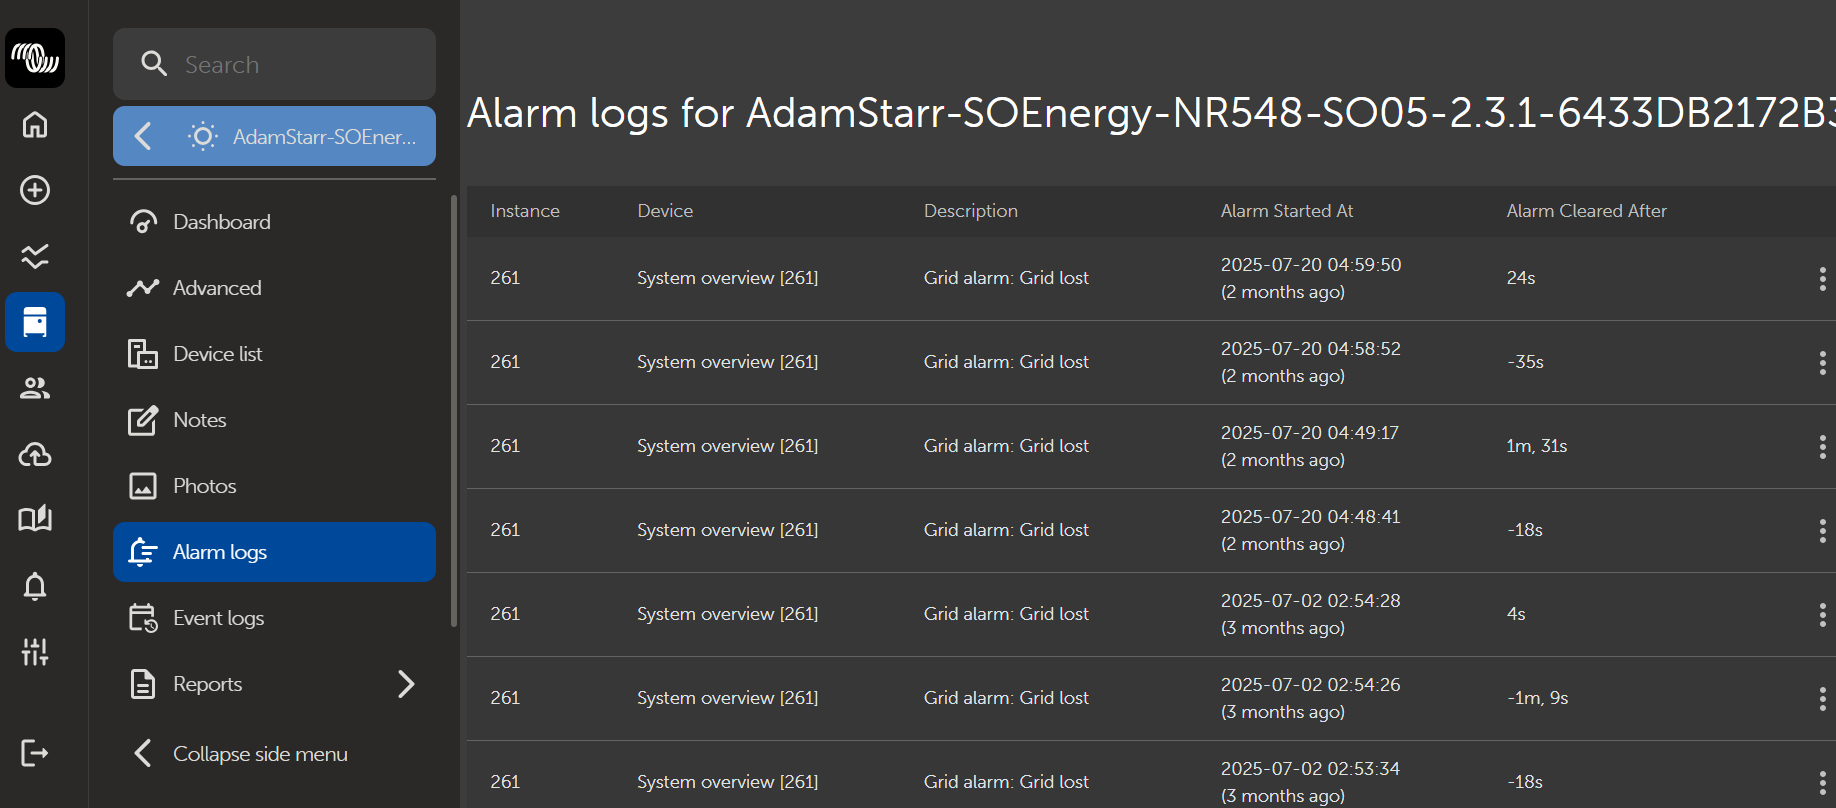 Search
AdamStarr-SOEner...
Dashboard
Advanced
Device list
Notes
Photos
Alarm logs
Event logs
Reports
Collapse side menu
Alarm logs for AdamStarr-SOEnergy-NR548-SO05-2.3.1-6433DB2172B3
Instance Device Description Alarm Started At Alarm Cleared After
261 System overview [261] Grid alarm: Grid lost 2025-07-20 04:59:50 24s
(2 months ago)
261 System overview [261] Grid alarm: Grid lost 2025-07-20 04:58:52 -35s
(2 months ago)
261 System overview [261] Grid alarm: Grid lost 2025-07-20 04:49:17 1m, 31s
(2 months ago)
261 System overview [261] Grid alarm: Grid lost 2025-07-20 04:48:41 -18s
(2 months ago)
261 System overview [261] Grid alarm: Grid lost 2025-07-02 02:54:28 4s
(3 months ago)
261 System overview [261] Grid alarm: Grid lost 2025-07-02 02:54:26 -1m, 9s
(3 months ago)
261 System overview [261] Grid alarm: Grid lost 2025-07-02 02:53:34 -18s
(3 months ago)